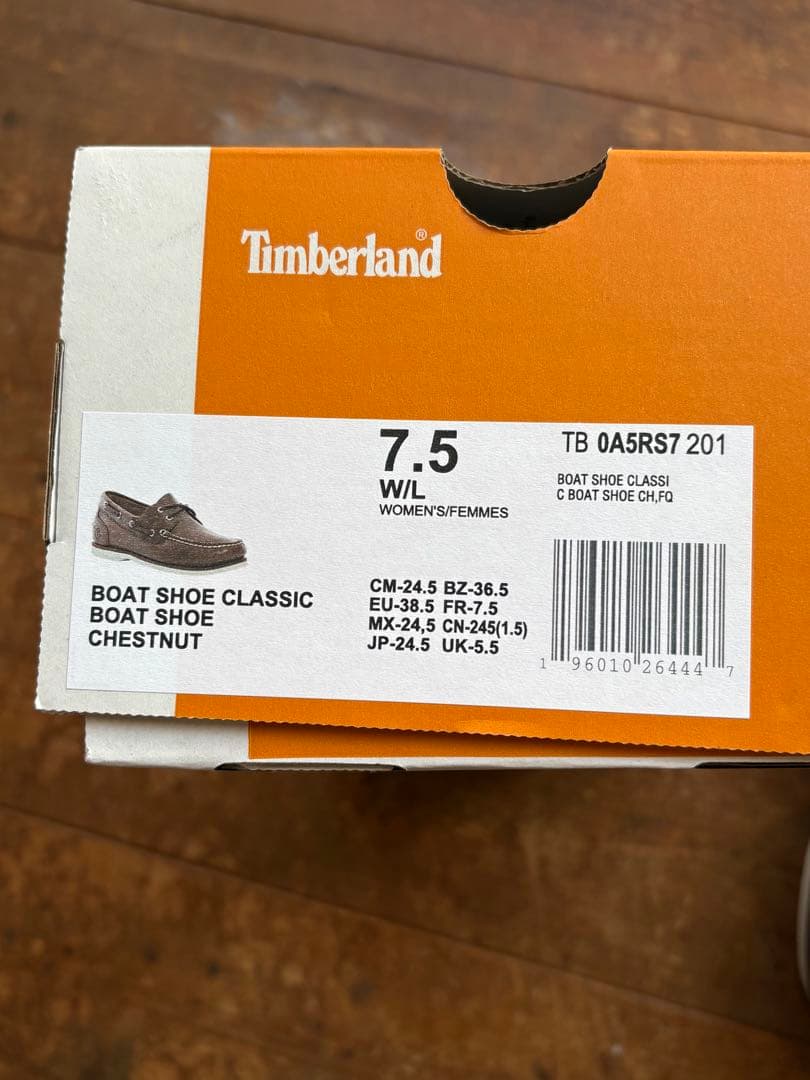 Timberland®
7.5
W/L
WOMEN'S/FEMMES
TB 0A5RS7 201
BOAT SHOE CLASSI
C BOAT SHOE CH,FQ
BOAT SHOE CLASSIC
BOAT SHOE
CHESTNUT
CM-24.5 BZ-36.5
EU-38.5 FR-7.5
MX-24,5 CN-245(1.5)
JP-24.5 UK-5.5
1 96010 26444 7